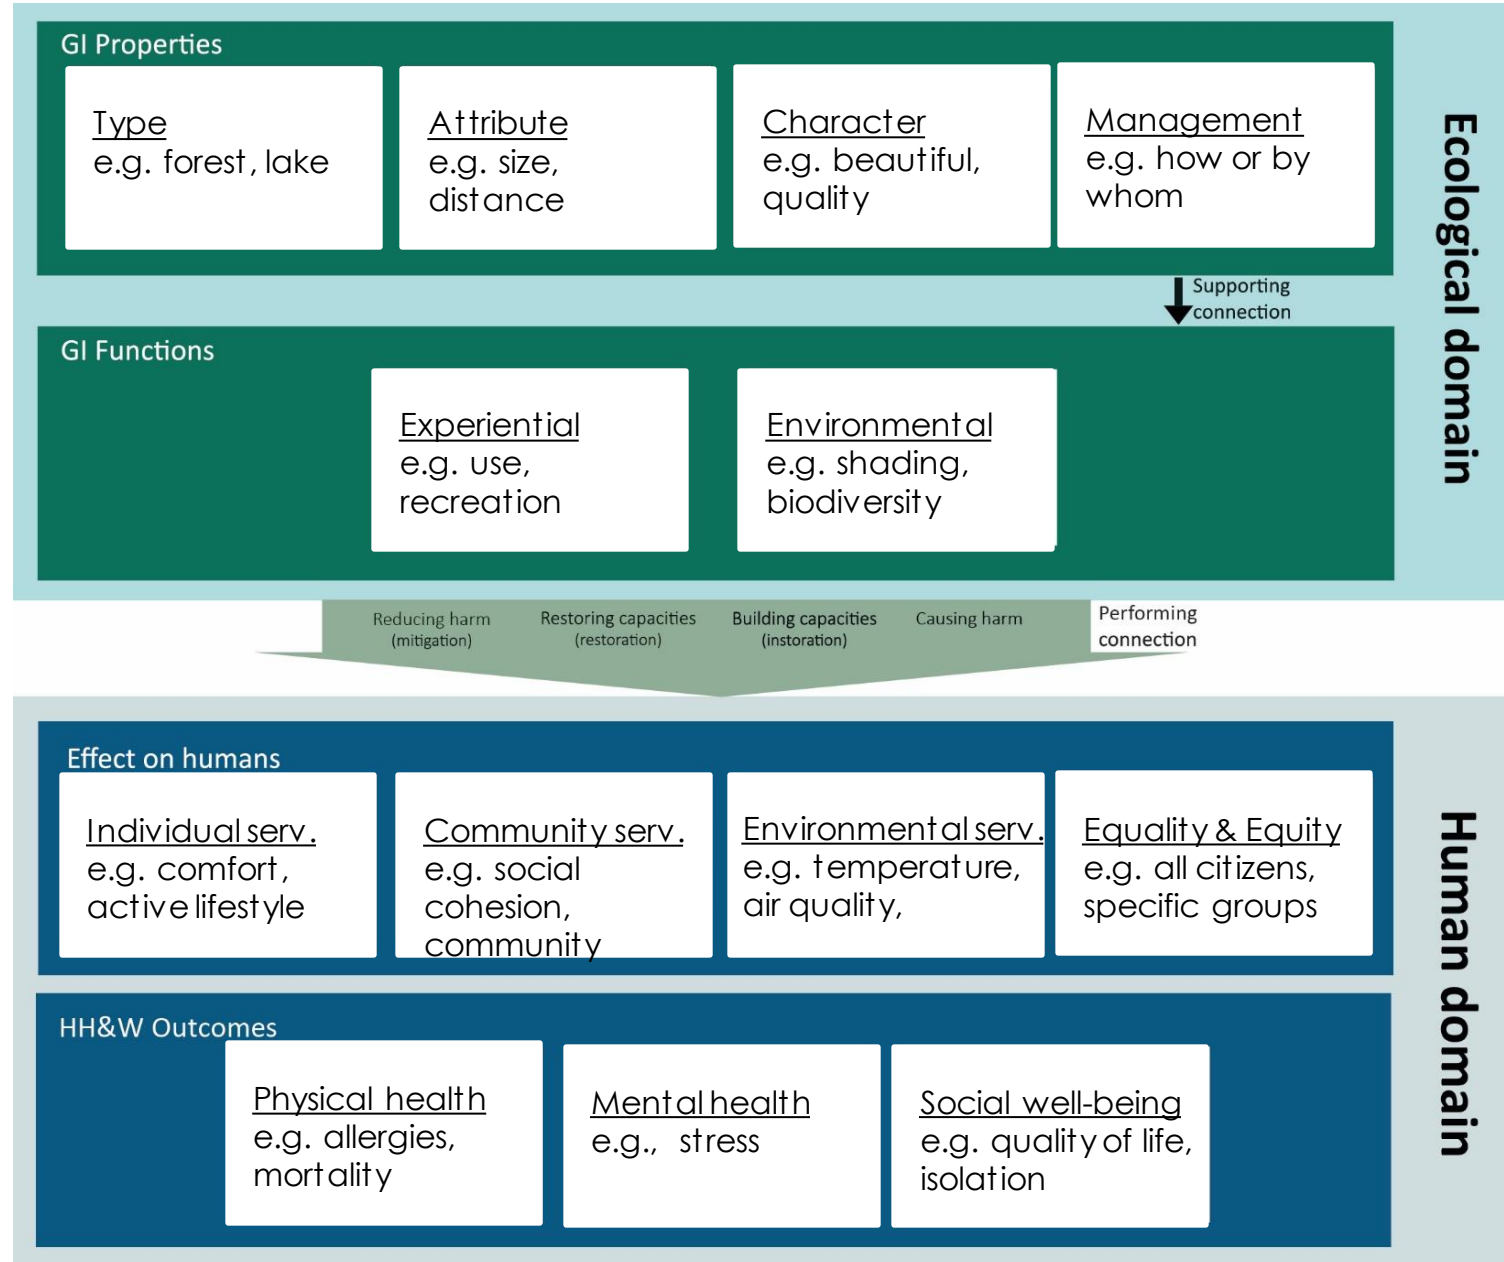 GI Properties
Type
e.g. forest, lake
Attribute
e.g. size,
distance
Character
e.g. beautiful,
quality
Management
e.g. how or by
whom
Supporting
connection
GI Functions
Experiential
e.g. use,
recreation
Environmental
e.g. shading,
biodiversity
Ecological domain
Reducing harm
(mitigation)
Restoring capacities
(restoration)
Building capacities
(instoration)
Causing harm
Performing
connection
Effect on humans
Individual serv.
e.g. comfort,
active lifestyle
Community serv.
e.g. social
cohesion,
community
Environmental serv.
e.g. temperature,
air quality,
Equality & Equity
e.g. all citizens,
specific groups
HH&W Outcomes
Physical health
e.g. allergies,
mortality
Mental health
e.g., stress
Social well-being
e.g. quality of life,
isolation
Human domain